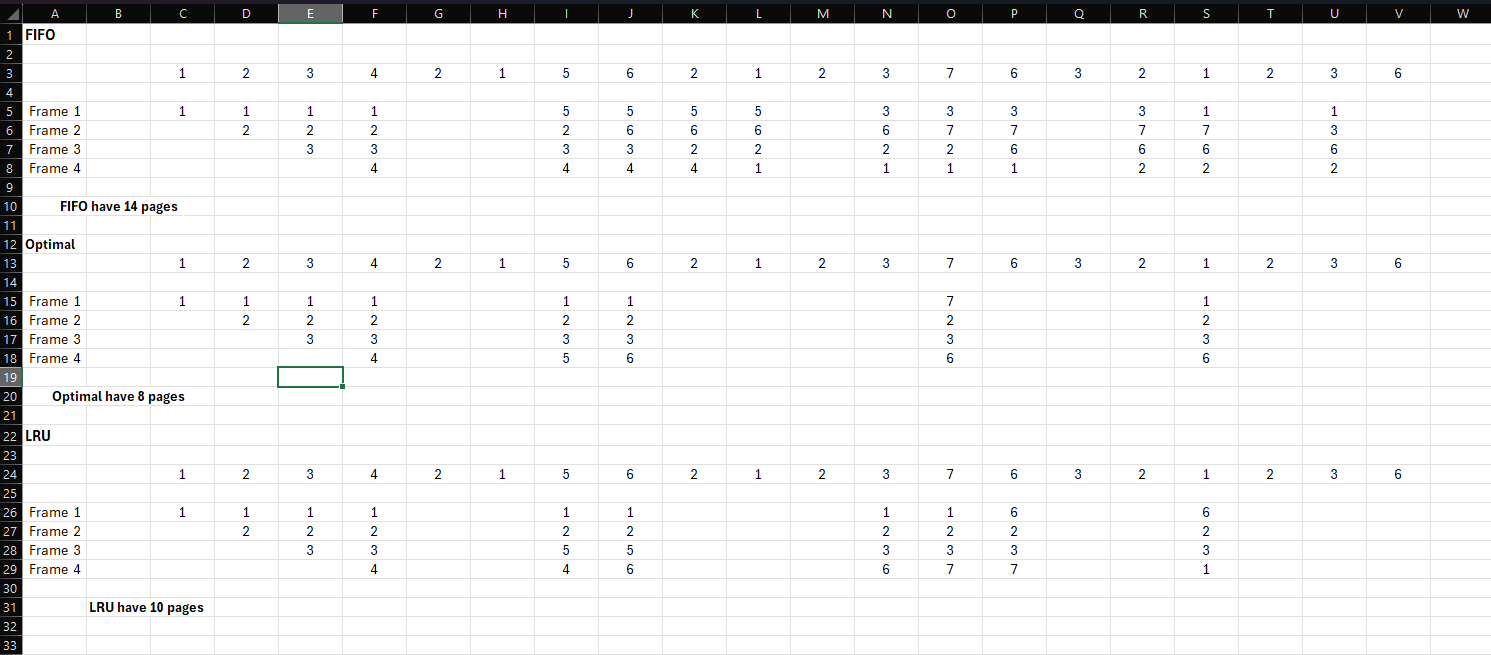 A B C D E F G H I J K L M N O P Q R S T U V W
1 FIFO
2
3 1 2 3 4 2 1 5 6 2 1 2 3 7 6 3 2 1 2 3 6
4
5 Frame 1 1 1 1 1 5 5 5 5 3 3 3 3 1 1
6 Frame 2 2 2 2 2 6 6 6 6 7 7 7 7 3
7 Frame 3 3 3 3 3 2 2 2 2 6 6 6 6
8 Frame 4 4 4 4 4 1 1 1 1 2 2 2
9
10 FIFO have 14 pages
11
12 Optimal
13 1 2 3 4 2 1 5 6 2 1 2 3 7 6 3 2 1 2 3 6
14
15 Frame 1 1 1 1 1 1 1 7 1
16 Frame 2 2 2 2 2 2 2 2
17 Frame 3 3 3 3 3 3 3
18 Frame 4 4 5 6 6 6
19
20 Optimal have 8 pages
21
22 LRU
23
24 1 2 3 4 2 1 5 6 2 1 2 3 7 6 3 2 1 2 3 6
25
26 Frame 1 1 1 1 1 1 1 1 1 6 6
27 Frame 2 2 2 2 2 2 2 2 2 2
28 Frame 3 3 3 5 5 3 3 3 3
29 Frame 4 4 4 6 6 7 7 1
30
31 LRU have 10 pages
32
33